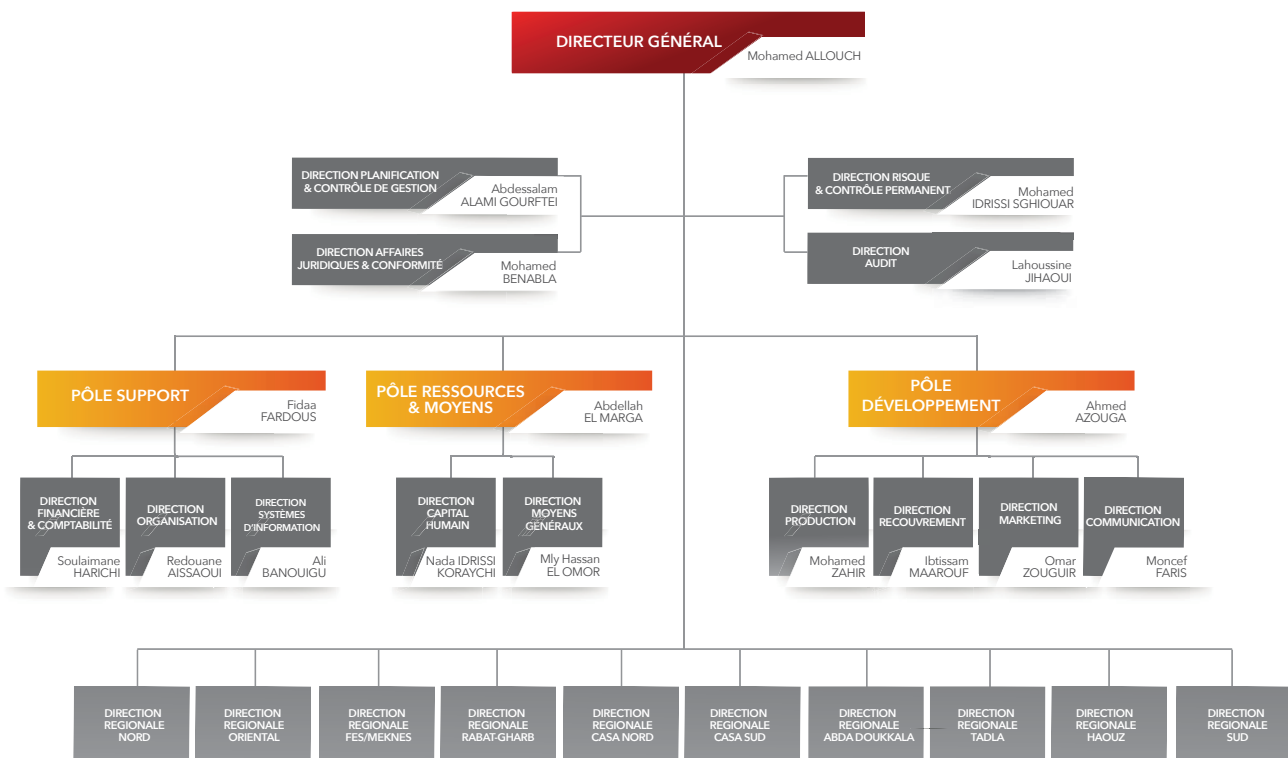 DIRECTEUR GÉNÉRAL
Mohamed ALLOUCH
DIRECTION PLANIFICATION
& CONTRÔLE DE GESTION
Abdessalam
ALAMI GOURFTEI
DIRECTION RISQUE
& CONTRÔLE PERMANENT
Mohamed
IDRISSI SGHIOUAR
DIRECTION AFFAIRES
JURIDIQUES & CONFORMITÉ
Mohamed
BENABLA
DIRECTION
AUDIT
Lahoussine
JIHAOUI
PÔLE SUPPORT
Fidaa
FARDOUS
PÔLE RESSOURCES
& MOYENS
Abdellah
EL MARGA
PÔLE
DÉVELOPPEMENT
Ahmed
AZOUGA
DIRECTION
FINANCIÈRE
& COMPTABILITÉ
Soulaimane
HARICHI
DIRECTION
ORGANISATION
Redouane
AISSAOUI
DIRECTION
SYSTÈMES
D'INFORMATION
Ali
BANOUIGU
DIRECTION
CAPITAL
HUMAIN
Nada IDRISSI
KORAYCHI
DIRECTION
MOYENS
GÉNÉRAUX
Mly Hassan
EL OMOR
DIRECTION
PRODUCTION
Mohamed
ZAHIR
DIRECTION
RECOUVREMENT
Ibtissam
MAAROUF
DIRECTION
MARKETING
Omar
ZOUGUIR
DIRECTION
COMMUNICATION
Moncef
FARIS
DIRECTION
REGIONALE
NORD
DIRECTION
REGIONALE
ORIENTAL
DIRECTION
REGIONALE
FES/MEKNES
DIRECTION
REGIONALE
RABAT-GHARB
DIRECTION
REGIONALE
CASA NORD
DIRECTION
REGIONALE
CASA SUD
DIRECTION
REGIONALE
ABDA DOUKKALA
DIRECTION
REGIONALE
TADLA
DIRECTION
REGIONALE
HAOUZ
DIRECTION
REGIONALE
SUD